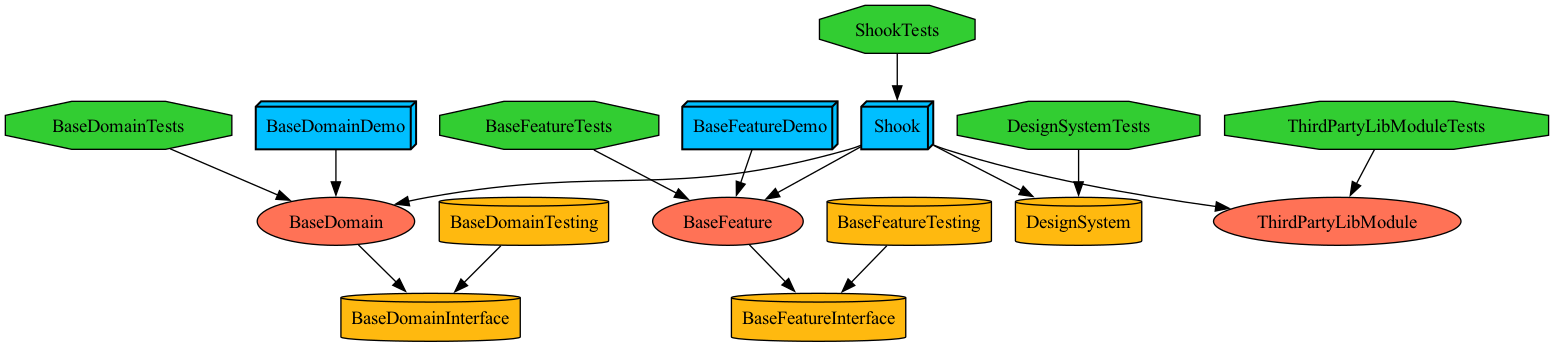 ShookTests
BaseDomainTests
BaseDomainDemo
BaseFeatureTests
BaseFeatureDemo
Shook
DesignSystemTests
ThirdPartyLibModuleTests
BaseDomain
BaseDomainTesting
BaseFeature
BaseFeatureTesting
DesignSystem
ThirdPartyLibModule
BaseDomainInterface
BaseFeatureInterface